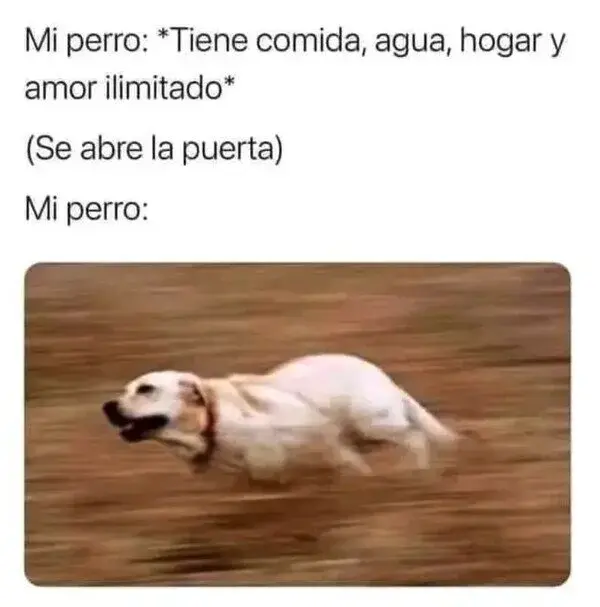 Mi perro: *Tiene comida, agua, hogar y
amor ilimitado*
(Se abre la puerta)
Mi perro: